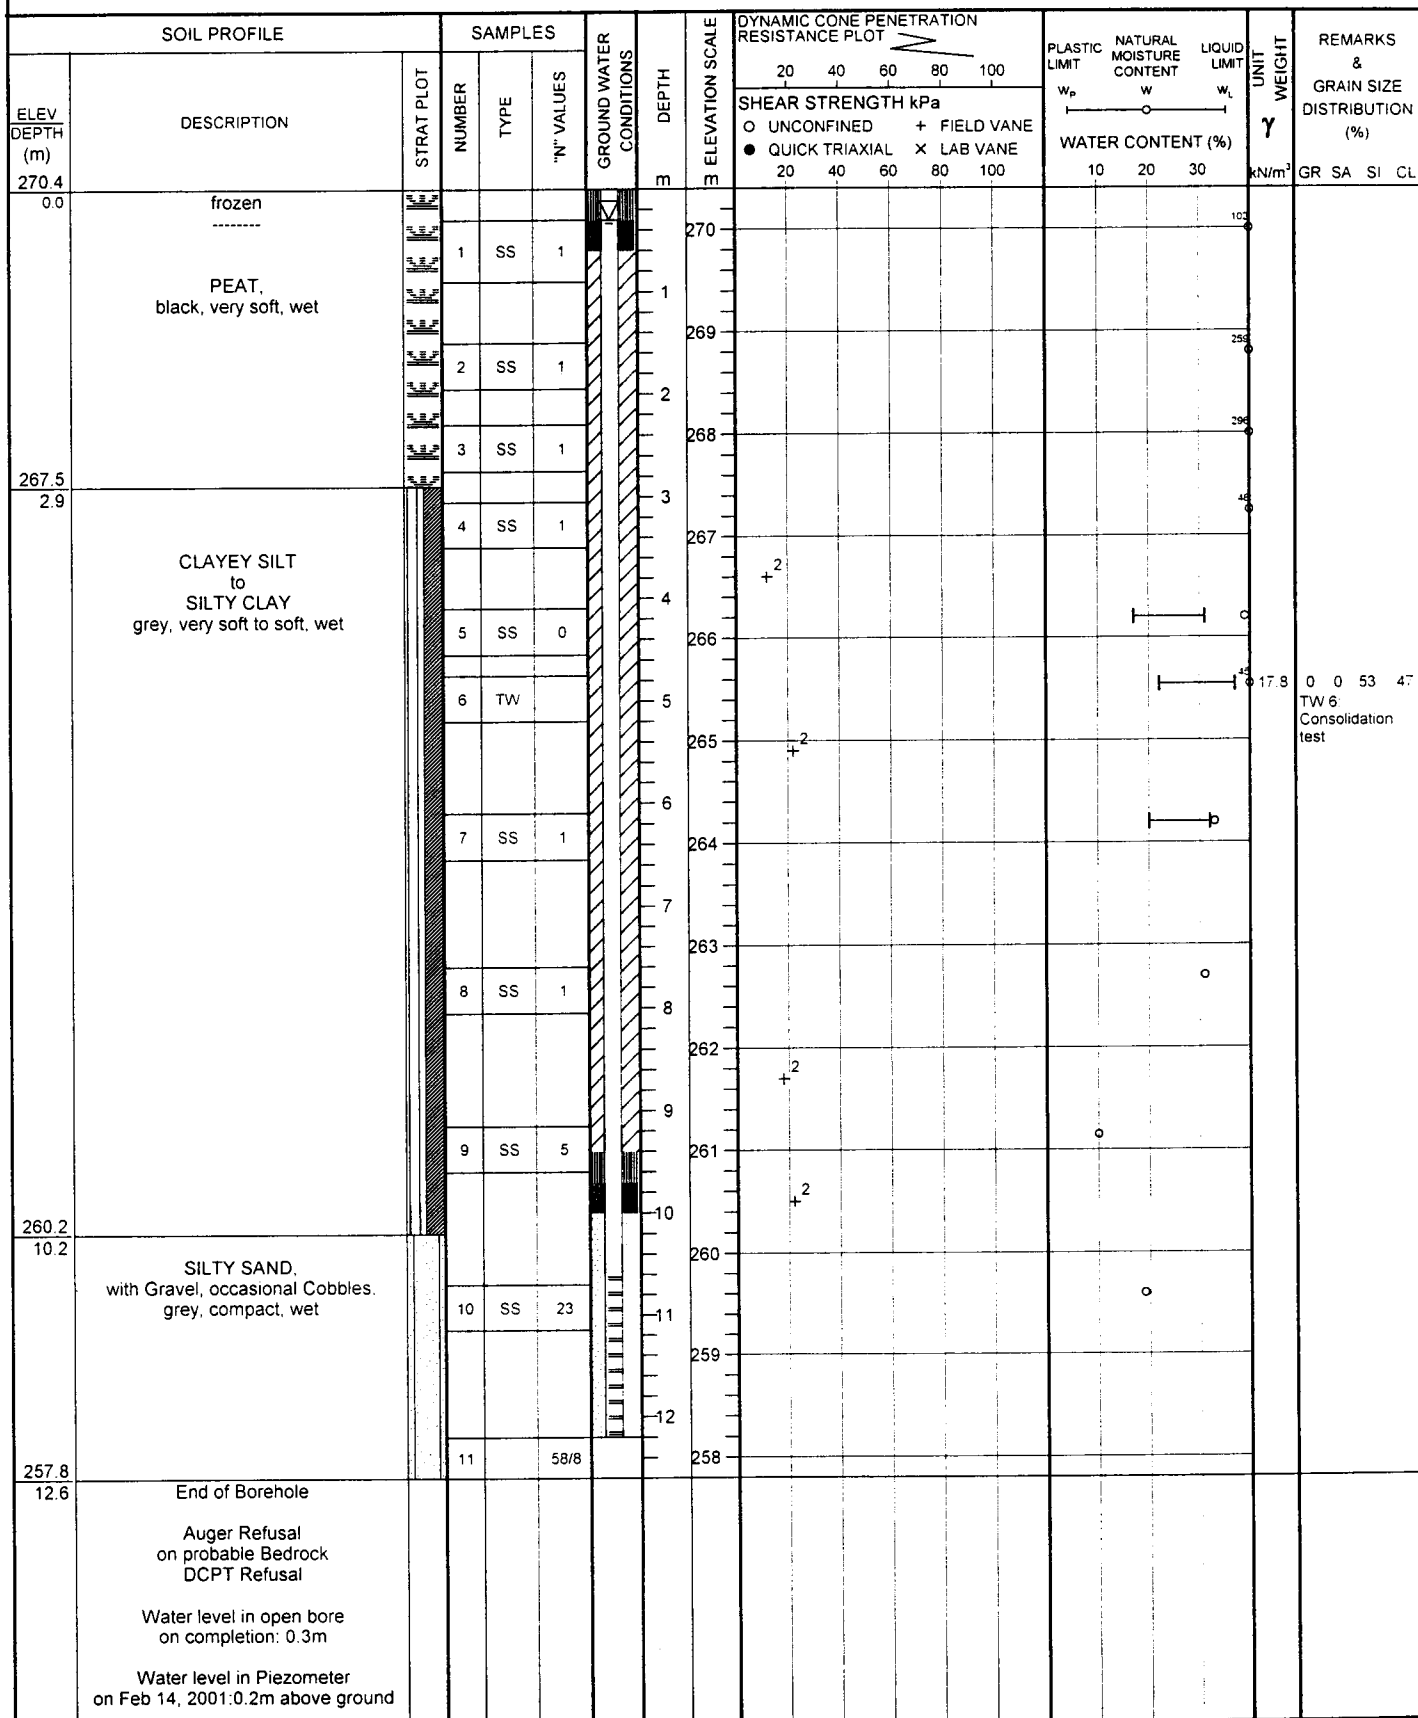 SOIL PROFILE
SAMPLES
GROUND WATER CONDITIONS
DEPTH
ELEVATION SCALE
DYNAMIC CONE PENETRATION
RESISTANCE PLOT
20 40 60 80 100
PLASTIC LIMIT
NATURAL MOISTURE CONTENT
LIQUID LIMIT
UNIT WEIGHT
REMARKS
&
GRAIN SIZE
DISTRIBUTION
(%)
ELEV
DEPTH
(m)
DESCRIPTION
STRAT PLOT
NUMBER
TYPE
"N" VALUES
SHEAR STRENGTH kPa
O UNCONFINED + FIELD VANE
● QUICK TRIAXIAL × LAB VANE
WP W WL
WATER CONTENT (%)
γ
m
m
20 40 60 80 100
10 20 30
kN/m³
GR SA SI CL
270.4
0.0
frozen
--------
270
103
1 SS 1
PEAT,
black, very soft, wet
1
269
259
2 SS 1
2
268
296
3 SS 1
267.5
2.9
3
48
4 SS 1
267
CLAYEY SILT
to
SILTY CLAY
grey, very soft to soft, wet
2
4
5 SS 0
266
45
17.8
0 0 53 47
TW 6:
Consolidation
test
6 TW
5
265
2
6
7 SS 1
264
7
263
8 SS 1
8
262
2
9
9 SS 5
261
2
10
260.2
10.2
260
SILTY SAND,
with Gravel, occasional Cobbles.
grey, compact, wet
10 SS 23
11
259
12
11 58/8
258
257.8
12.6
End of Borehole
Auger Refusal
on probable Bedrock
DCPT Refusal
Water level in open bore
on completion: 0.3m
Water level in Piezometer
on Feb 14, 2001:0.2m above ground